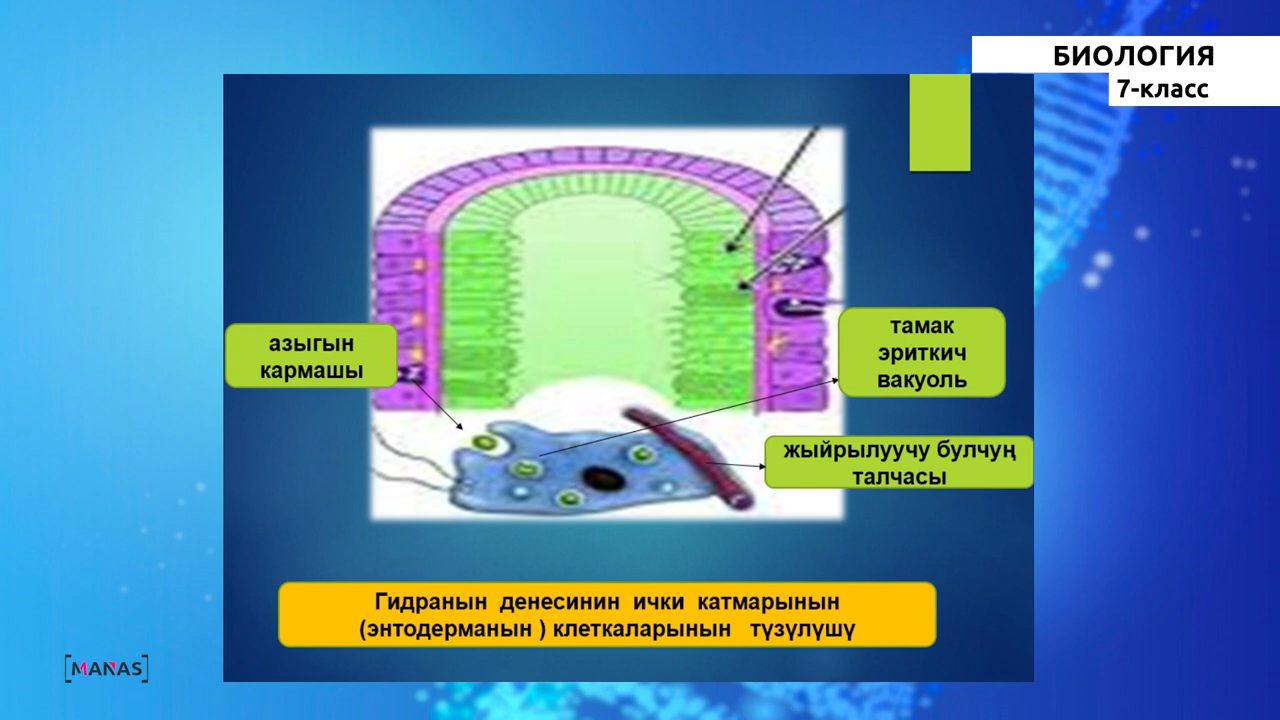 БИОЛОГИЯ
7-класс
азыгын
кармашы
тамак
эриткич
вакуоль
жыйрылуучу булчуң
талчасы
Гидранын денесинин ички катмарынын
(энтодерманын ) клеткаларынын түзүлүшү
[MANAS]